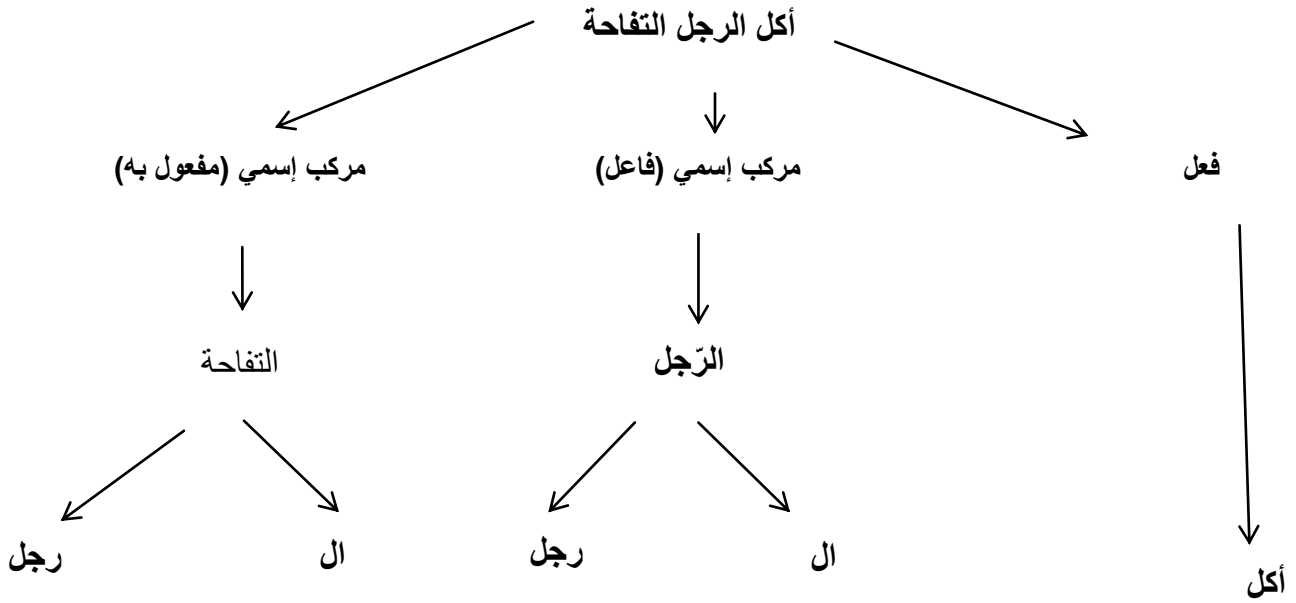 أكل الرجل التفاحة
فعل
مركب إسمي (فاعل)
مركب إسمي (مفعول به)
الرّجل
التفاحة
أكل
ال
رجل
ال
رجل